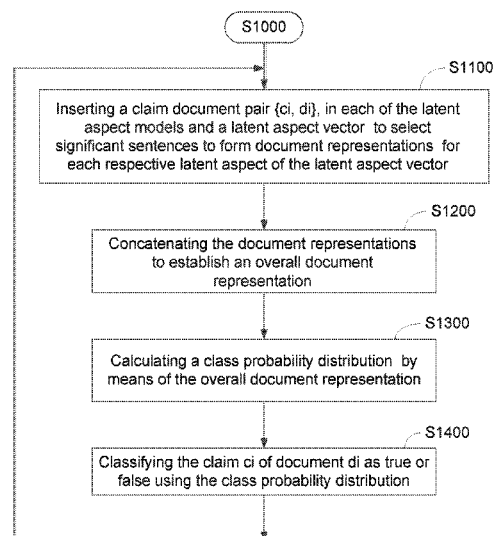 S1000
S1100
Inserting a claim document pair {ci, di}, in each of the latent
aspect models and a latent aspect vector to select
significant sentences to form document representations for
each respective latent aspect of the latent aspect vector
S1200
Concatenating the document representations
to establish an overall document
representation
S1300
Calculating a class probability distribution by
means of the overall document representation
S1400
Classifying the claim ci of document di as true or
false using the class probability distribution